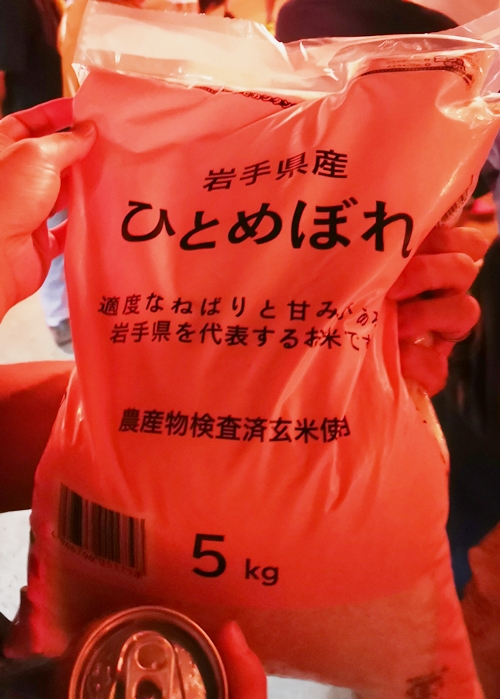 岩手県産
ひとめぼれ
適度なねばりと甘みがあ
岩手県を代表するお米です
農産物検査済玄米使
5 kg